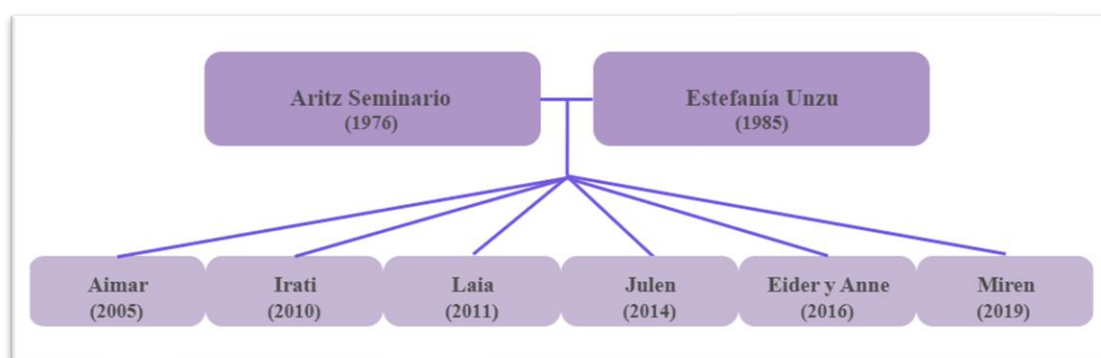 Aritz Seminario
(1976)
Estefanía Unzu
(1985)
Aimar
(2005)
Irati
(2010)
Laia
(2011)
Julen
(2014)
Eider y Anne
(2016)
Miren
(2019)